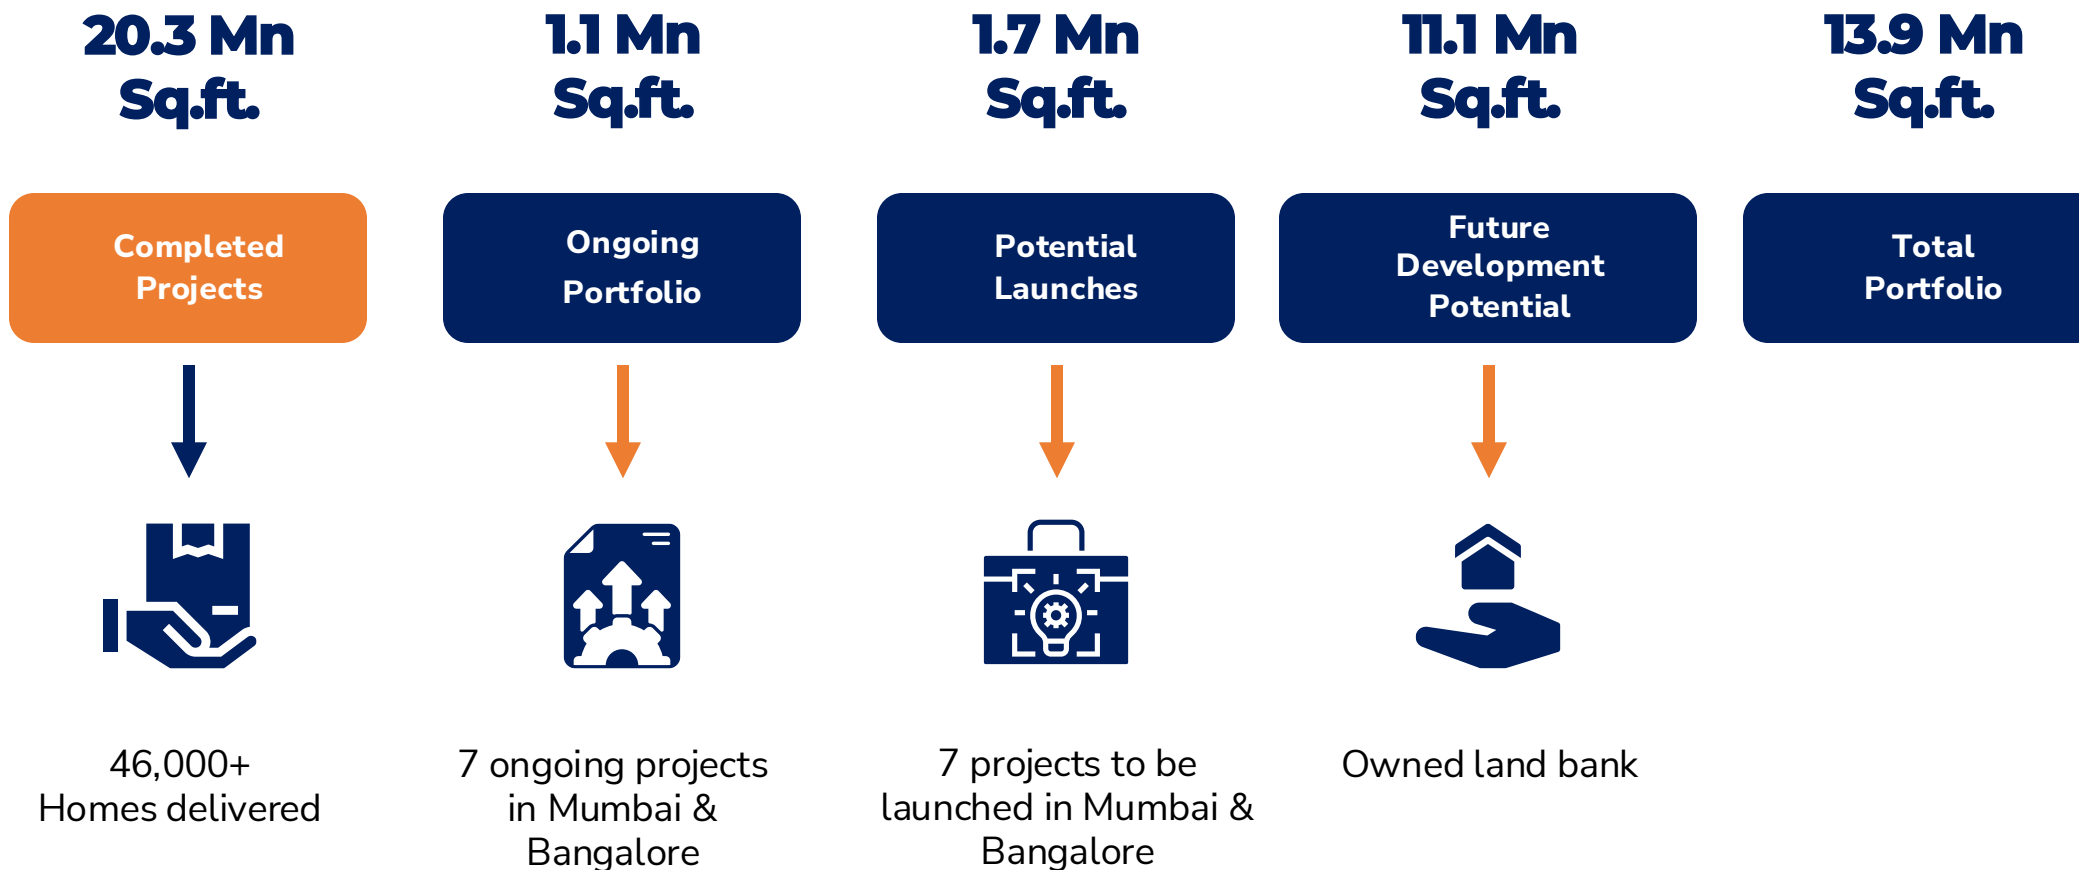 20.3 Mn
Sq.ft.
1.1 Mn
Sq.ft.
1.7 Mn
Sq.ft.
11.1 Mn
Sq.ft.
13.9 Mn
Sq.ft.
Completed
Projects
Ongoing
Portfolio
Potential
Launches
Future
Development
Potential
Total
Portfolio
46,000+
Homes delivered
7 ongoing projects
in Mumbai &
Bangalore
7 projects to be
launched in Mumbai &
Bangalore
Owned land bank